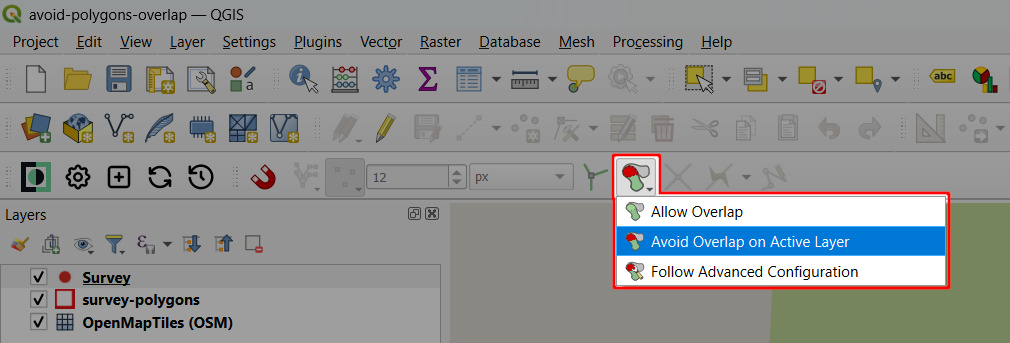 avoid-polygons-overlap — QGIS
Project Edit View Layer Settings Plugins Vector Raster Database Mesh Processing Help
abc
a
12 px
Allow Overlap
Avoid Overlap on Active Layer
Follow Advanced Configuration
Layers
Survey
survey-polygons
OpenMapTiles (OSM)